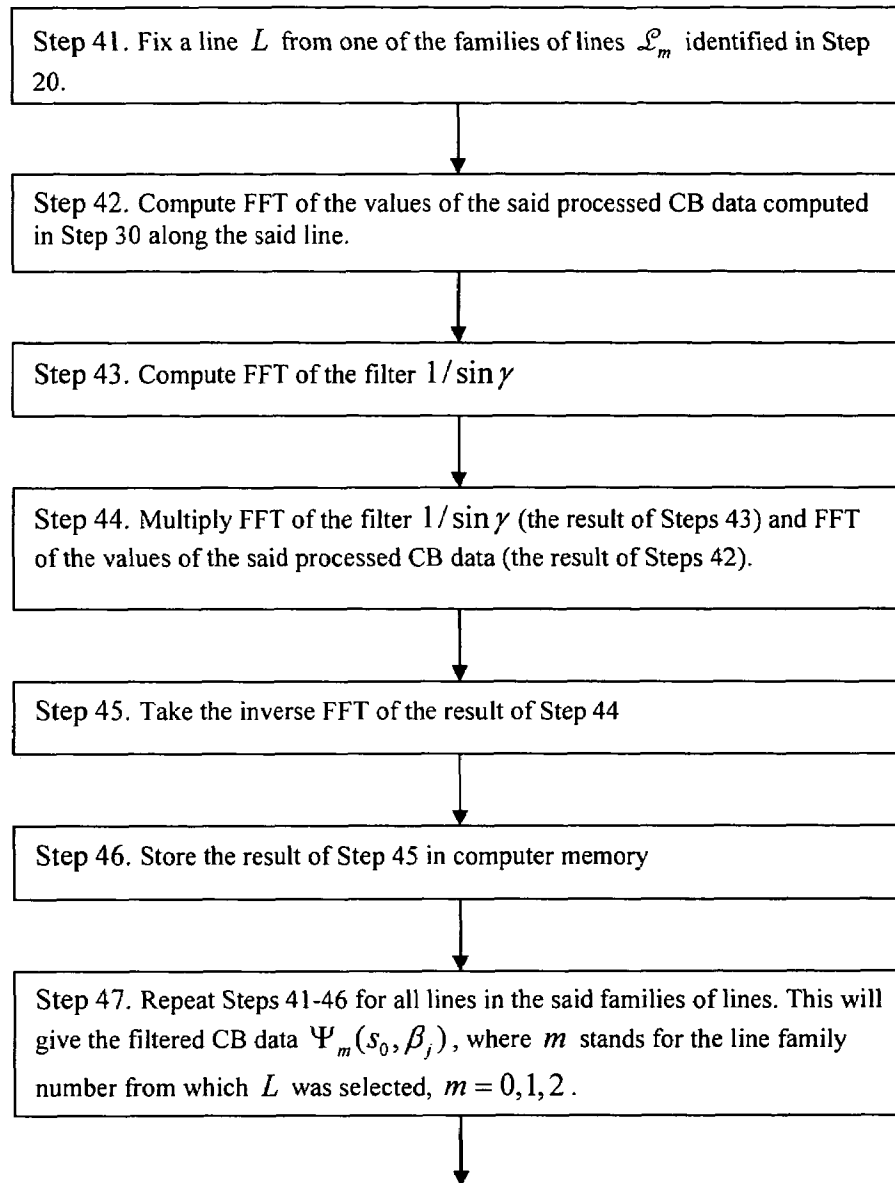 Step 41. Fix a line L from one of the families of lines ℒₘ identified in Step
20.
Step 42. Compute FFT of the values of the said processed CB data computed
in Step 30 along the said line.
Step 43. Compute FFT of the filter 1/sin γ
Step 44. Multiply FFT of the filter 1/sin γ (the result of Steps 43) and FFT
of the values of the said processed CB data (the result of Steps 42).
Step 45. Take the inverse FFT of the result of Step 44
Step 46. Store the result of Step 45 in computer memory
Step 47. Repeat Steps 41-46 for all lines in the said families of lines. This will
give the filtered CB data Ψₘ(s₀, βⱼ), where m stands for the line family
number from which L was selected, m = 0,1,2 .